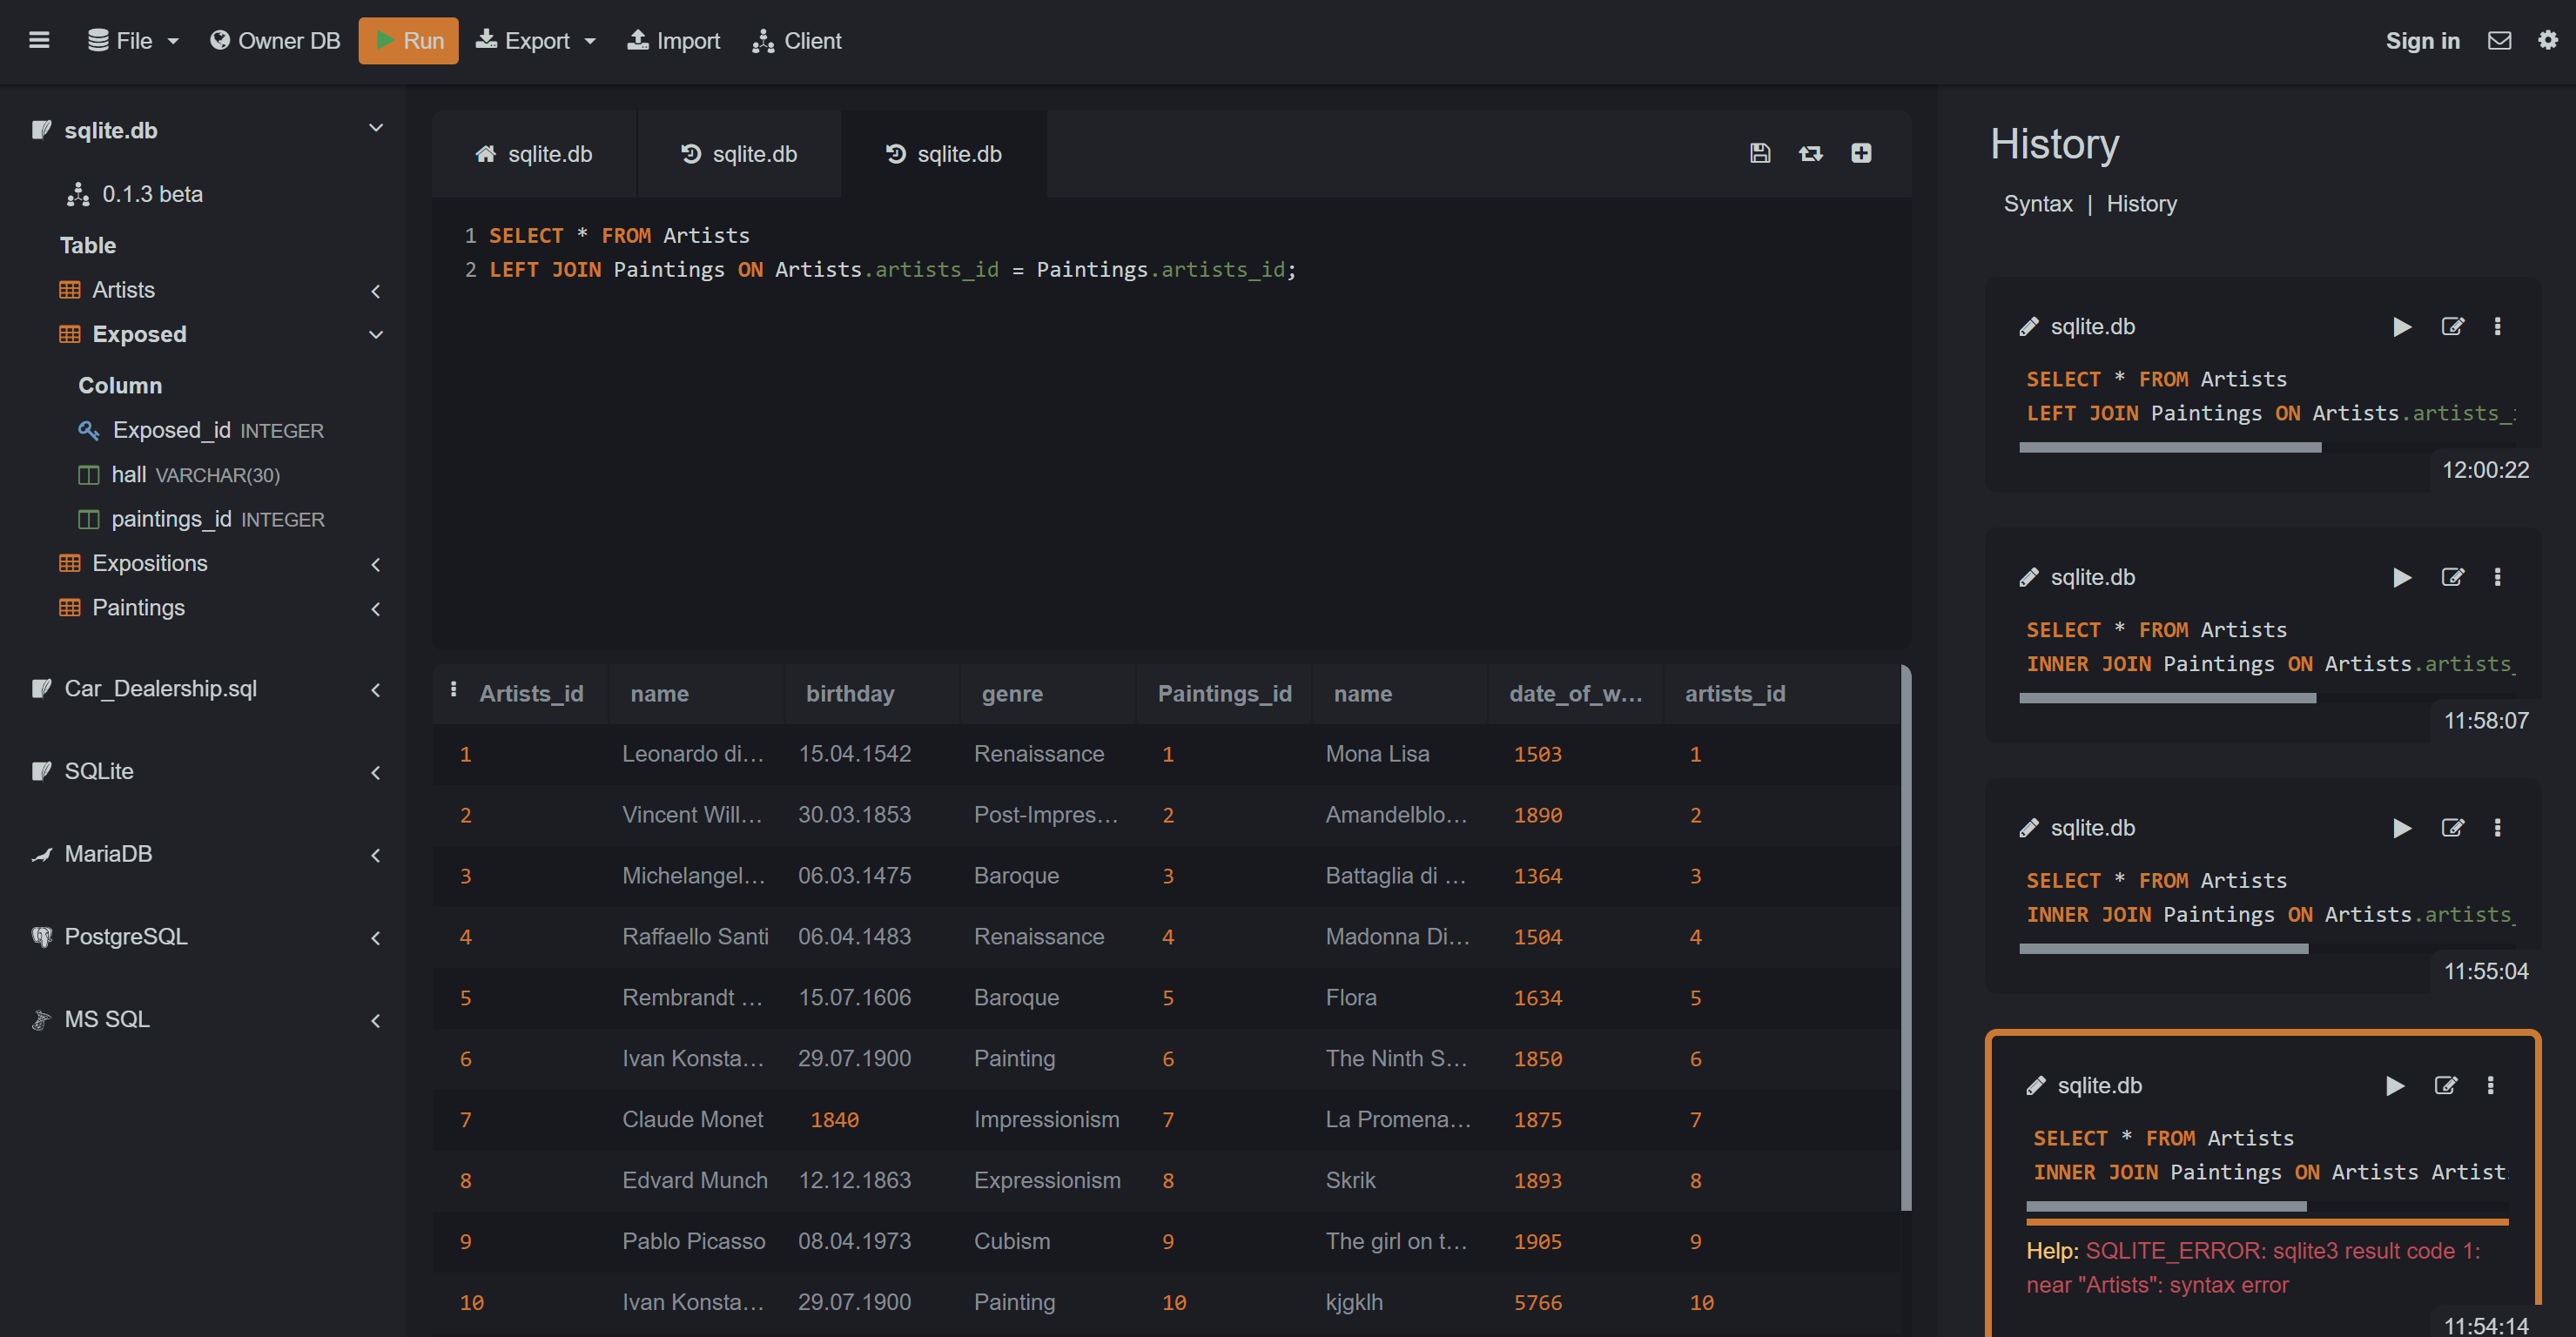 File Owner DB Run Export Import Client Sign in
sqlite.db
0.1.3 beta
Table
Artists
Exposed
Column
Exposed_id INTEGER
hall VARCHAR(30)
paintings_id INTEGER
Expositions
Paintings
Car_Dealership.sql
SQLite
MariaDB
PostgreSQL
MS SQL
sqlite.db sqlite.db sqlite.db
1 SELECT * FROM Artists
2 LEFT JOIN Paintings ON Artists.artists_id = Paintings.artists_id;
Artists_id name birthday genre Paintings_id name date_of_w... artists_id
1 Leonardo di... 15.04.1542 Renaissance 1 Mona Lisa 1503 1
2 Vincent Will... 30.03.1853 Post-Impres... 2 Amandelblo... 1890 2
3 Michelangel... 06.03.1475 Baroque 3 Battaglia di ... 1364 3
4 Raffaello Santi 06.04.1483 Renaissance 4 Madonna Di... 1504 4
5 Rembrandt ... 15.07.1606 Baroque 5 Flora 1634 5
6 Ivan Konsta... 29.07.1900 Painting 6 The Ninth S... 1850 6
7 Claude Monet 1840 Impressionism 7 La Promena... 1875 7
8 Edvard Munch 12.12.1863 Expressionism 8 Skrik 1893 8
9 Pablo Picasso 08.04.1973 Cubism 9 The girl on t... 1905 9
10 Ivan Konsta... 29.07.1900 Painting 10 kjgklh 5766 10
History
Syntax | History
sqlite.db
SELECT * FROM Artists
LEFT JOIN Paintings ON Artists.artists_
12:00:22
sqlite.db
SELECT * FROM Artists
INNER JOIN Paintings ON Artists.artists_
11:58:07
sqlite.db
SELECT * FROM Artists
INNER JOIN Paintings ON Artists.artists_
11:55:04
sqlite.db
SELECT * FROM Artists
INNER JOIN Paintings ON Artists Artist
Help: SQLITE_ERROR: sqlite3 result code 1:
near "Artists": syntax error
11:54:14